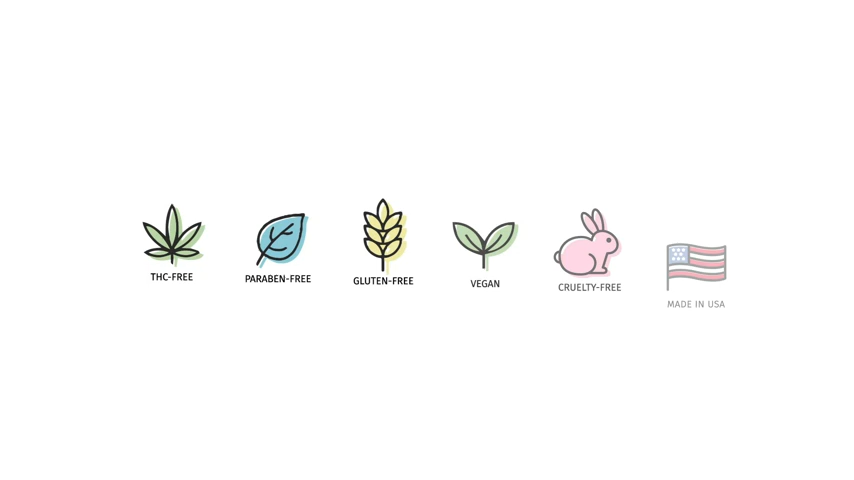 THC-FREE
PARABEN-FREE
GLUTEN-FREE
VEGAN
CRUELTY-FREE
MADE IN USA